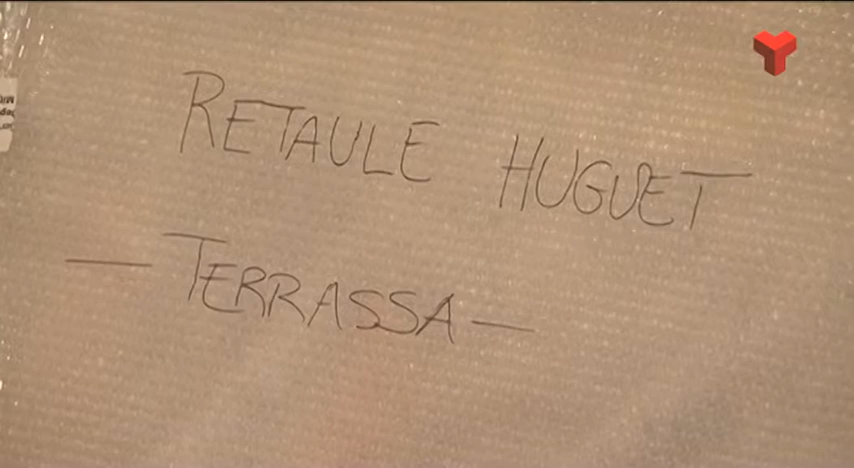 RETAULE HUGUET
— TERRASSA —